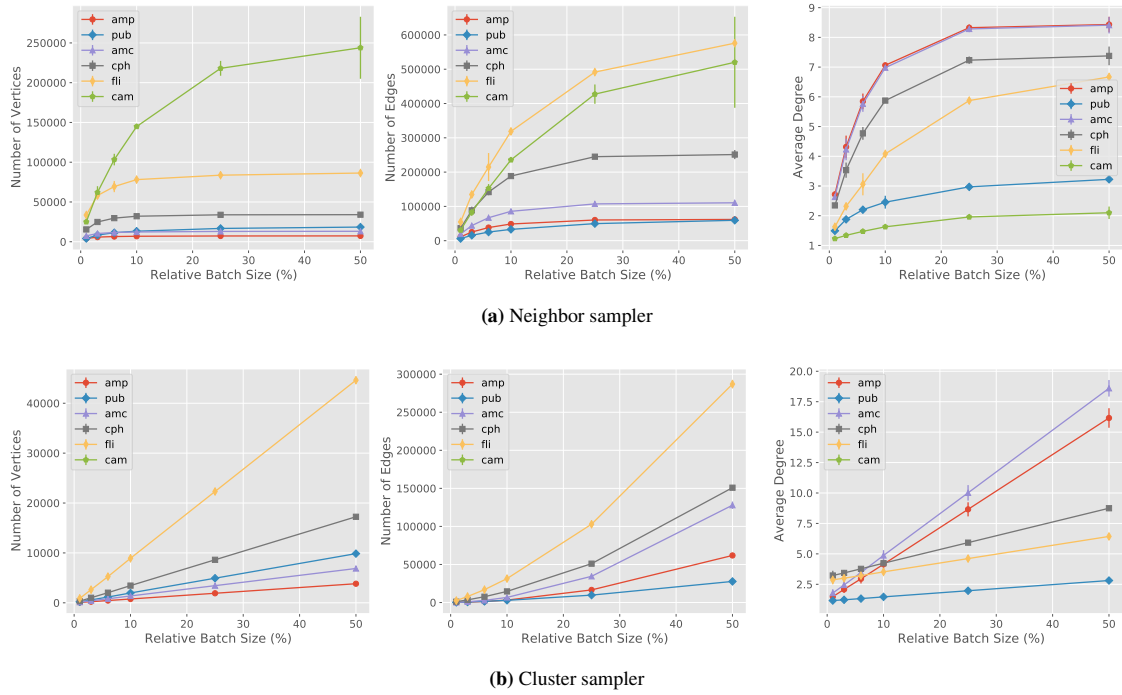 amp
pub
amc
cph
fli
cam
Number of Vertices
250000
200000
150000
100000
50000
0
0 10 20 30 40 50
Relative Batch Size (%)
amp
pub
amc
cph
fli
cam
Number of Edges
600000
500000
400000
300000
200000
100000
0
0 10 20 30 40 50
Relative Batch Size (%)
amp
pub
amc
cph
fli
cam
Average Degree
9
8
7
6
5
4
3
2
1
0 10 20 30 40 50
Relative Batch Size (%)
(a) Neighbor sampler
amp
pub
amc
cph
fli
cam
Number of Vertices
40000
30000
20000
10000
0
0 10 20 30 40 50
Relative Batch Size (%)
amp
pub
amc
cph
fli
cam
Number of Edges
300000
250000
200000
150000
100000
50000
0
0 10 20 30 40 50
Relative Batch Size (%)
amp
pub
amc
cph
fli
cam
Average Degree
20.0
17.5
15.0
12.5
10.0
7.5
5.0
2.5
0 10 20 30 40 50
Relative Batch Size (%)
(b) Cluster sampler